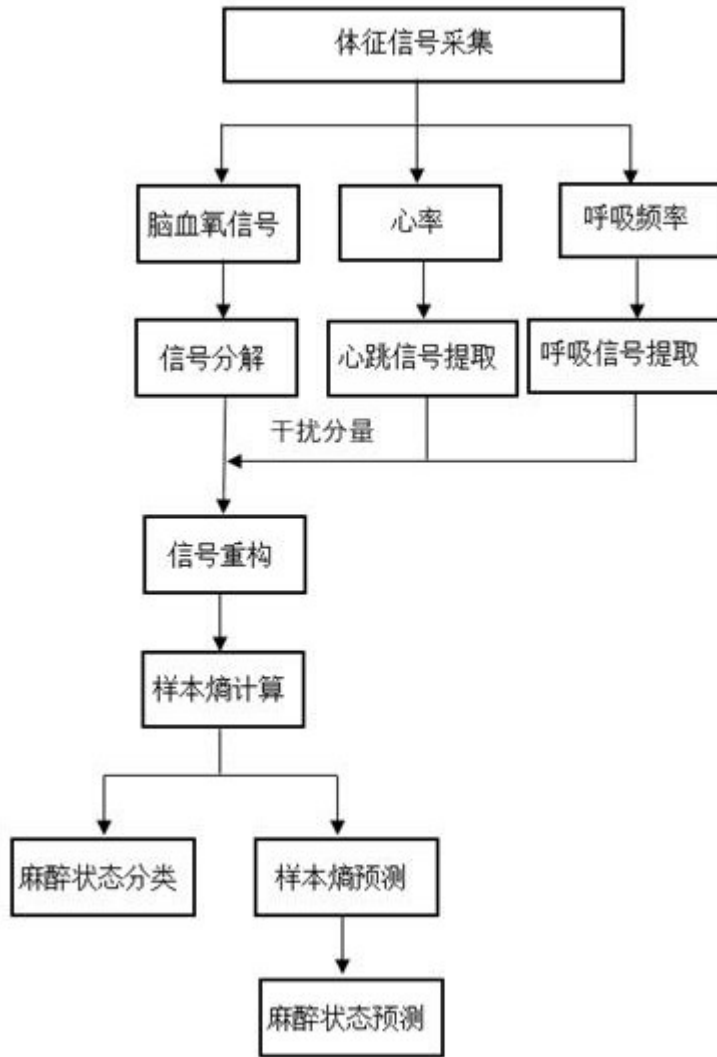 体征信号采集
脑血氧信号
心率
呼吸频率
信号分解
心跳信号提取
呼吸信号提取
干扰分量
信号重构
样本熵计算
麻醉状态分类
样本熵预测
麻醉状态预测